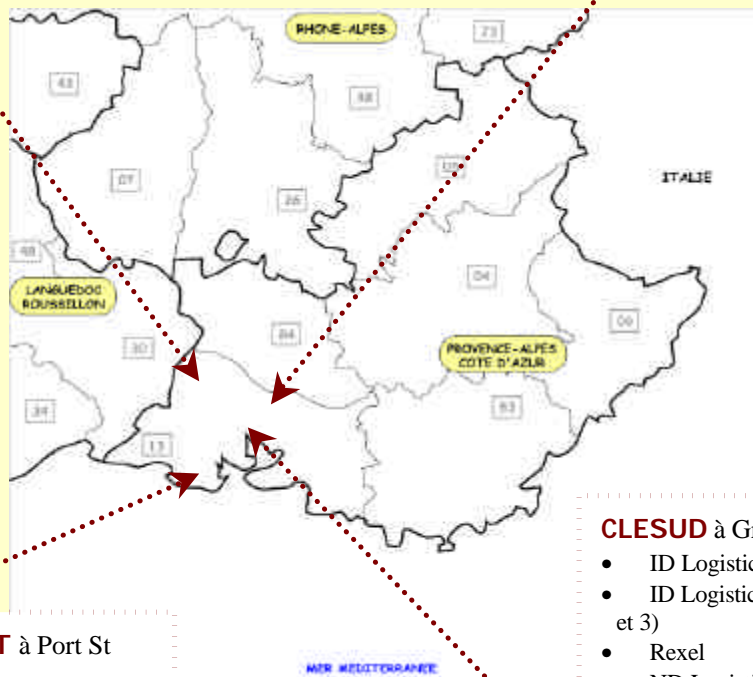 RHONE-ALPES
73
43
38
05
07
ITALIE
26
48
04
LANGUEDOC
ROUSSILLON
06
84
30
PROVENCE-ALPES
COTE D'AZUR
34
83
13
CLESUD à Gr
• ID Logistic
• ID Logistic
et 3)
• Rexel
T à Port St
MER MEDITERRANEE